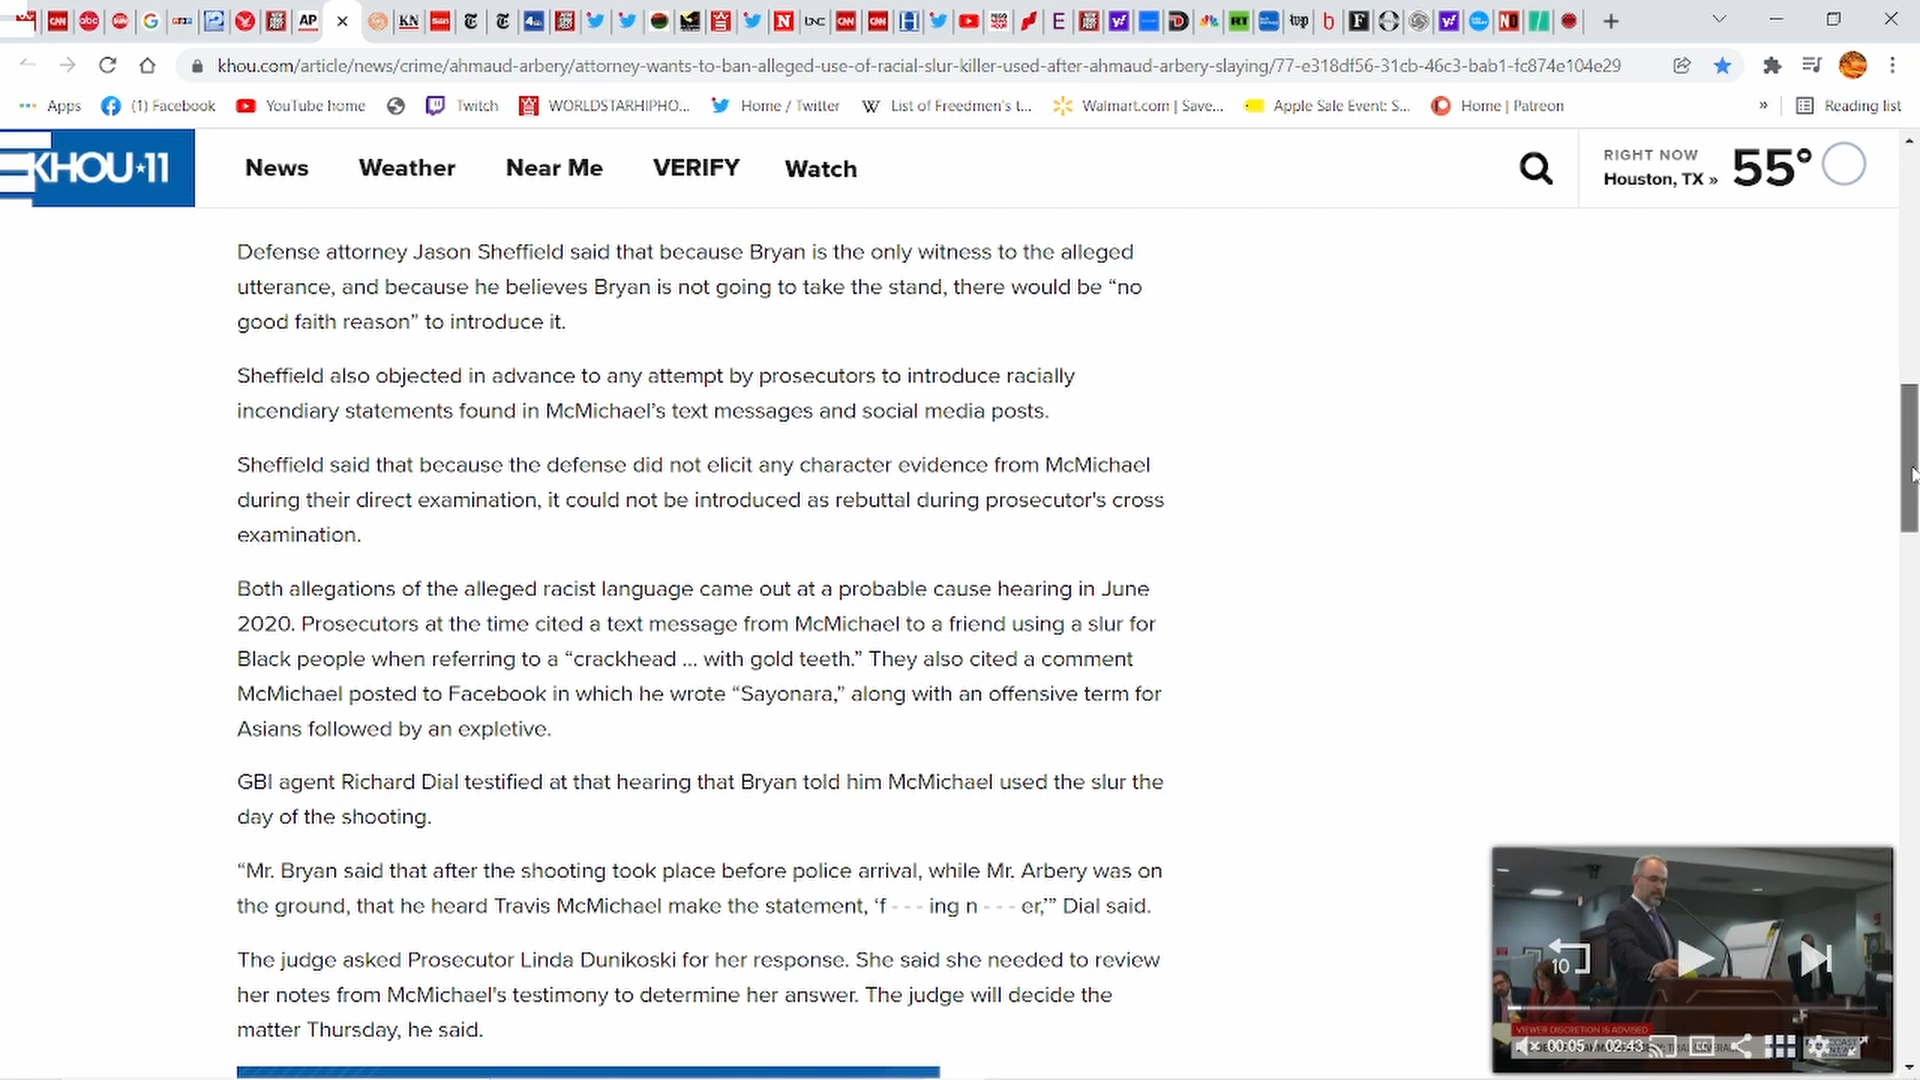 CNN
abc
AP
KN
CNN
CNN
RT
khou.com/article/news/crime/ahmaud-arbery/attorney-wants-to-ban-alleged-use-of-racial-slur-killer-used-after-ahmaud-arbery-slaying/77-e318df56-31cb-46c3-bab1-fc874e104e29
Apps (1) Facebook YouTube home Twitch WORLDSTARHIPHO... Home / Twitter List of Freedmen's t... Walmart.com | Save... Apple Sale Event: S... Home | Patreon » Reading list
KHOU★11 News Weather Near Me VERIFY Watch RIGHT NOW 55°
Houston, TX »
Defense attorney Jason Sheffield said that because Bryan is the only witness to the alleged
utterance, and because he believes Bryan is not going to take the stand, there would be “no
good faith reason” to introduce it.
Sheffield also objected in advance to any attempt by prosecutors to introduce racially
incendiary statements found in McMichael’s text messages and social media posts.
Sheffield said that because the defense did not elicit any character evidence from McMichael
during their direct examination, it could not be introduced as rebuttal during prosecutor's cross
examination.
Both allegations of the alleged racist language came out at a probable cause hearing in June
2020. Prosecutors at the time cited a text message from McMichael to a friend using a slur for
Black people when referring to a “crackhead ... with gold teeth.” They also cited a comment
McMichael posted to Facebook in which he wrote “Sayonara,” along with an offensive term for
Asians followed by an expletive.
GBI agent Richard Dial testified at that hearing that Bryan told him McMichael used the slur the
day of the shooting.
“Mr. Bryan said that after the shooting took place before police arrival, while Mr. Arbery was on
the ground, that he heard Travis McMichael make the statement, ‘f - - - ing n - - - er,’” Dial said.
The judge asked Prosecutor Linda Dunikoski for her response. She said she needed to review
her notes from McMichael's testimony to determine her answer. The judge will decide the
matter Thursday, he said.
10
VIEWER DISCRETION IS ADVISED
00:05 / 02:43